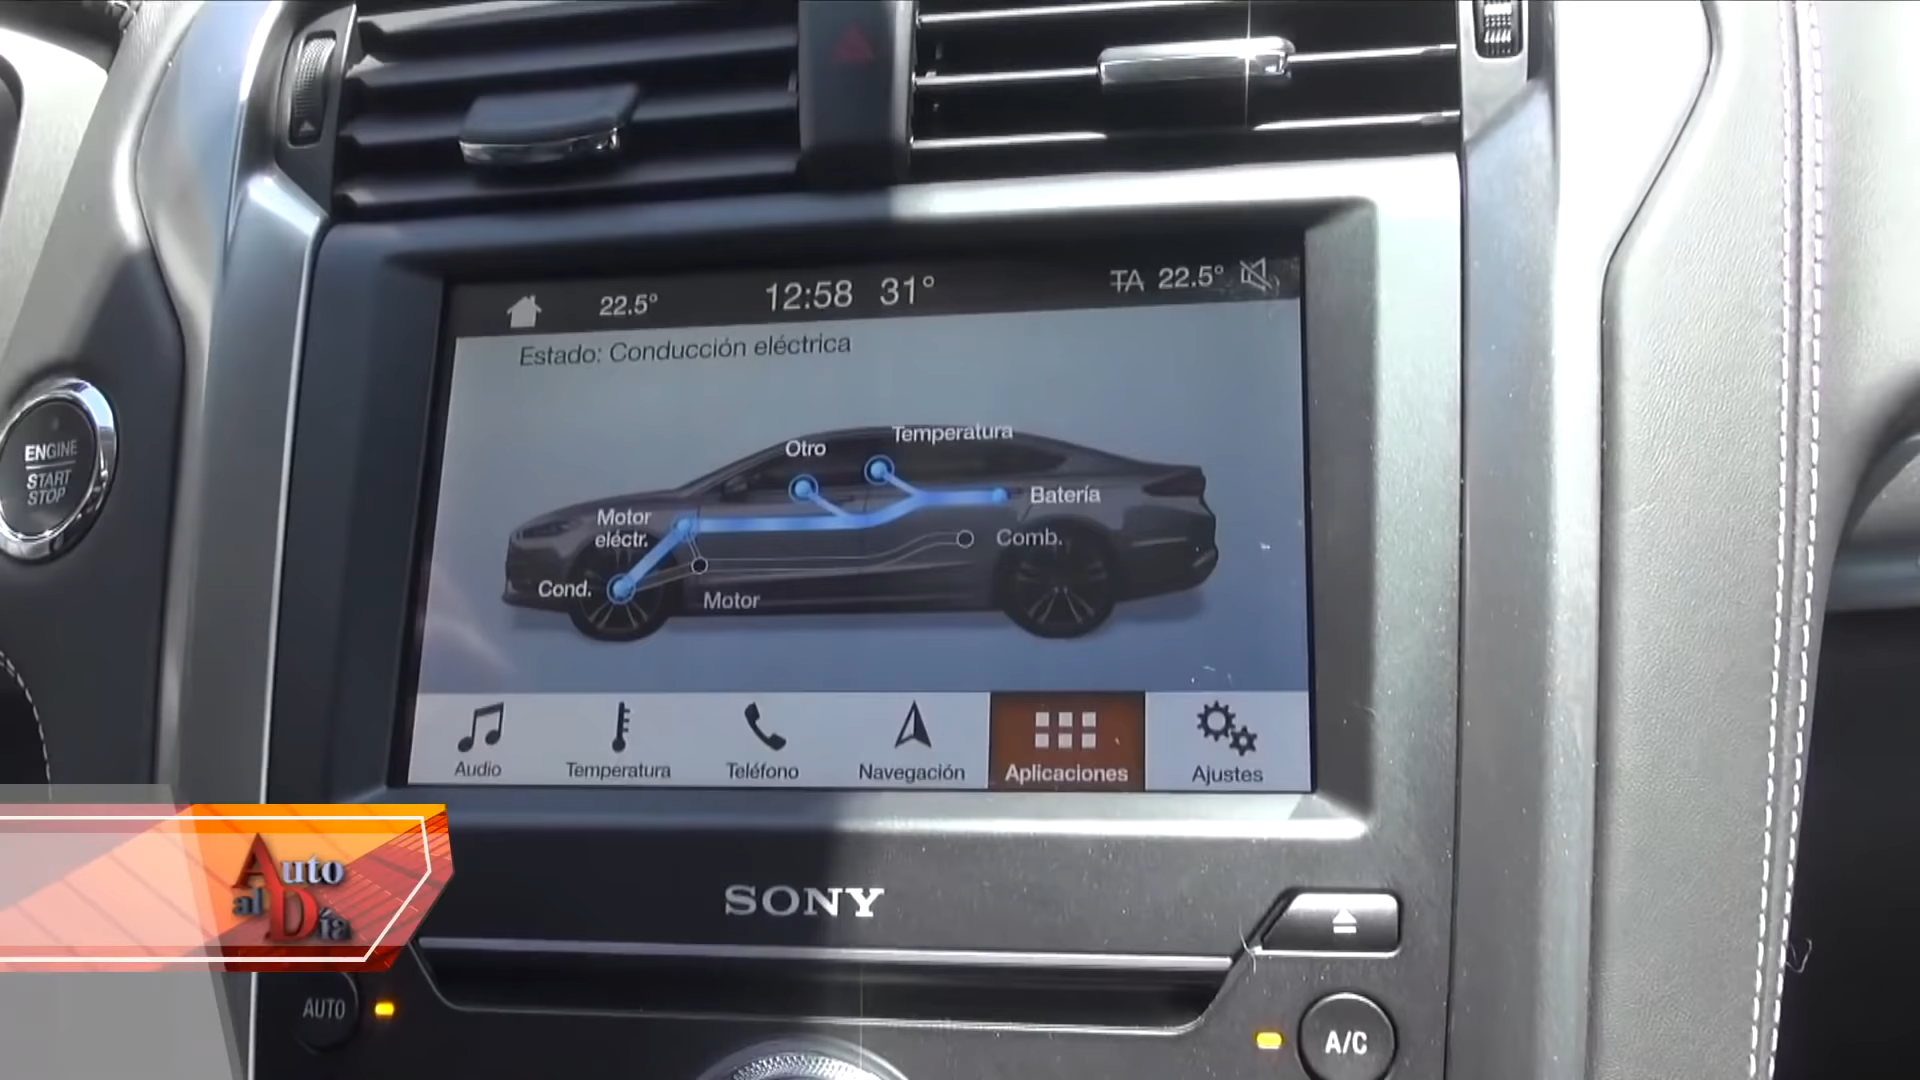 22.5° 12:58 31° TA 22.5°
Estado: Conducción eléctrica
Otro
Temperatura
Batería
Motor
eléctr.
Comb.
Cond.
Motor
Audio
Temperatura
Teléfono
Navegación
Aplicaciones
Ajustes
ENGINE
START
STOP
SONY
Auto
al Día
AUTO
A/C